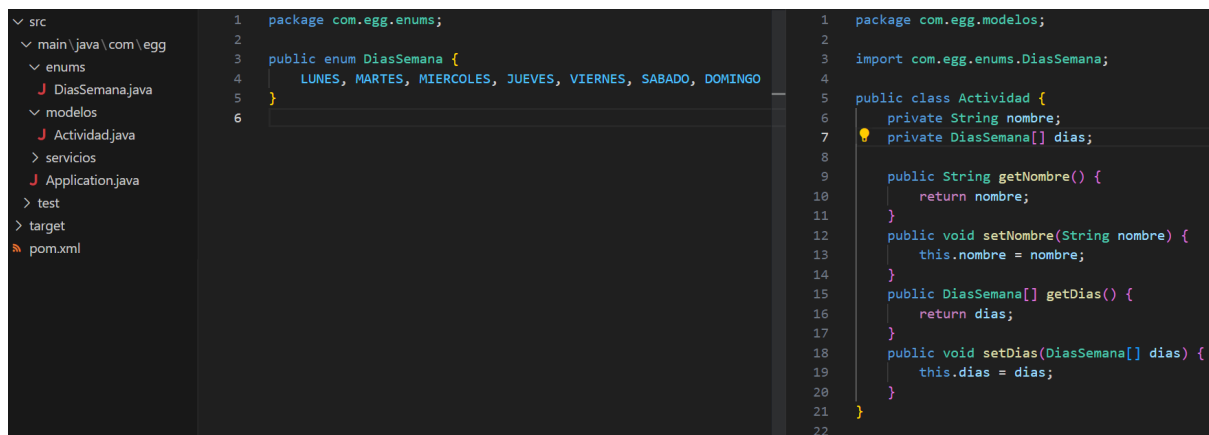 src
main\java\com\egg
enums
J DiasSemana.java
modelos
J Actividad.java
servicios
J Application.java
test
target
pom.xml
1 package com.egg.enums;
2
3 public enum DiasSemana {
4 LUNES, MARTES, MIERCOLES, JUEVES, VIERNES, SABADO, DOMINGO
5 }
6
1 package com.egg.modelos;
2
3 import com.egg.enums.DiasSemana;
4
5 public class Actividad {
6 private String nombre;
7 private DiasSemana[] dias;
8
9 public String getNombre() {
10 return nombre;
11 }
12 public void setNombre(String nombre) {
13 this.nombre = nombre;
14 }
15 public DiasSemana[] getDias() {
16 return dias;
17 }
18 public void setDias(DiasSemana[] dias) {
19 this.dias = dias;
20 }
21 }
22